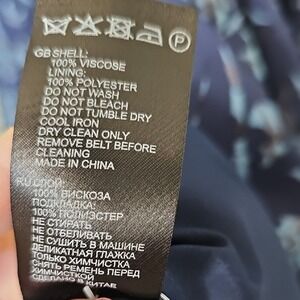 P
GB SHELL:
100% VISCOSE
LINING:
100% POLYESTER
DO NOT WASH
DO NOT BLEACH
DO NOT TUMBLE DRY
COOL IRON
DRY CLEAN ONLY
REMOVE BELT BEFORE
CLEANING
MADE IN CHINA
RU СЛОР:
100% ВИСКОЗА
ПОДКЛАДКА:
100% ПОЛИЭСТЕР
НЕ СТИРАТЬ
НЕ ОТБЕЛИВАТЬ
НЕ СУШИТЬ В МАШИНЕ
ДЕЛИКАТНАЯ ГЛАЖКА
СНЯТЬ РЕМЕНЬ ПЕРЕД
ХИМЧИСТКОЙ
СДЕЛАНО В КИТАЕ